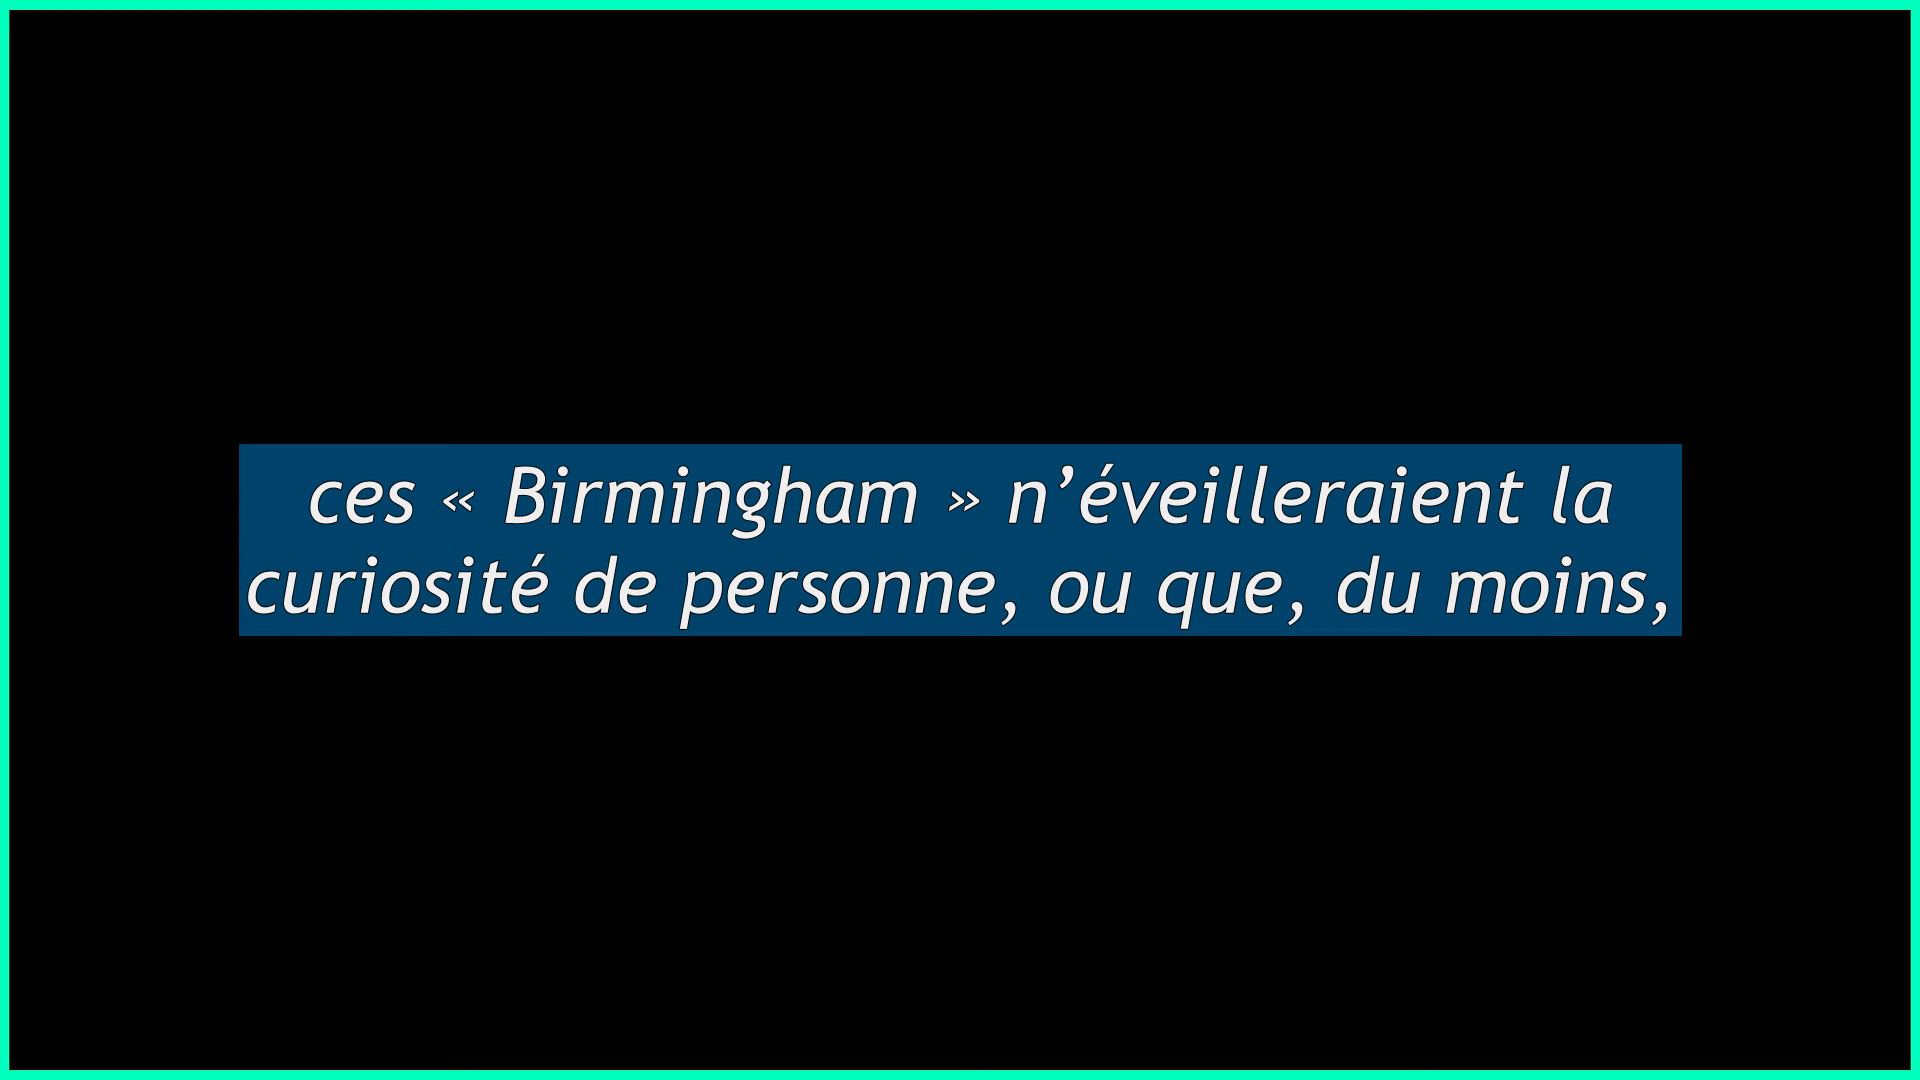 ces « Birmingham » n’éveilleraient la
curiosité de personne, ou que, du moins,